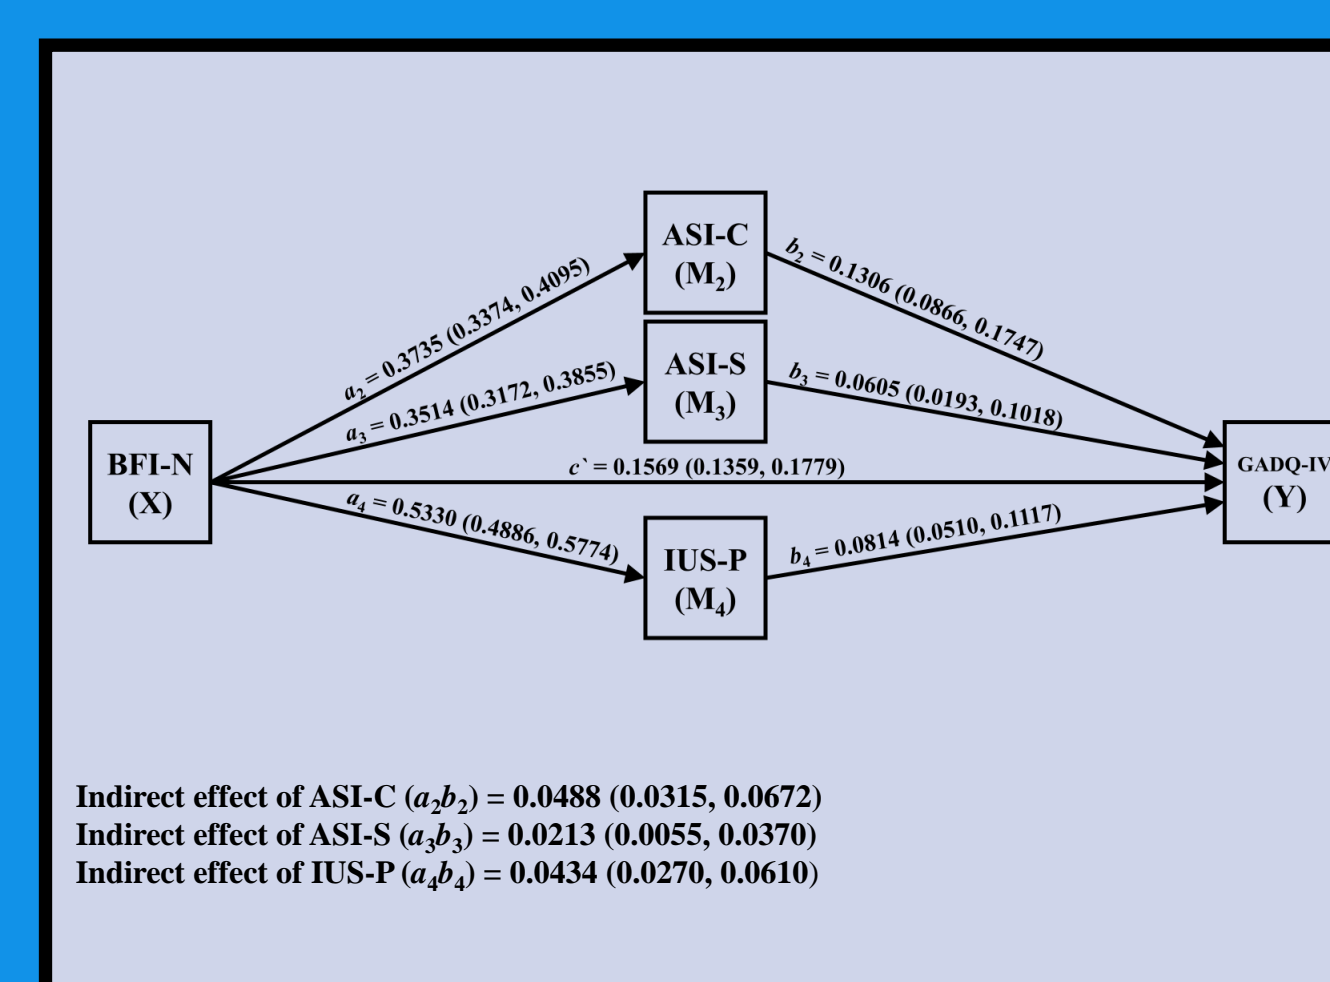 ASI-C
(M₂)
a₂ = 0.3735 (0.3374, 0.4095)
b₂ = 0.1306 (0.0866, 0.1747)
ASI-S
(M₃)
a₃ = 0.3514 (0.3172, 0.3855)
b₃ = 0.0605 (0.0193, 0.1018)
BFI-N
(X)
c` = 0.1569 (0.1359, 0.1779)
GADQ-IV
(Y)
a₄ = 0.5330 (0.4886, 0.5774)
b₄ = 0.0814 (0.0510, 0.1117)
IUS-P
(M₄)
Indirect effect of ASI-C (a₂b₂) = 0.0488 (0.0315, 0.0672)
Indirect effect of ASI-S (a₃b₃) = 0.0213 (0.0055, 0.0370)
Indirect effect of IUS-P (a₄b₄) = 0.0434 (0.0270, 0.0610)